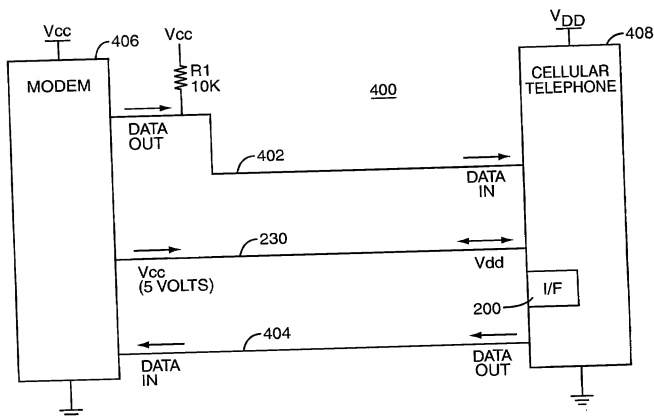 Vcc
406
MODEM
Vcc
R1
10K
400
VDD
408
CELLULAR
TELEPHONE
DATA
OUT
402
DATA
IN
230
Vcc
(5 VOLTS)
Vdd
I/F
200
404
DATA
IN
DATA
OUT